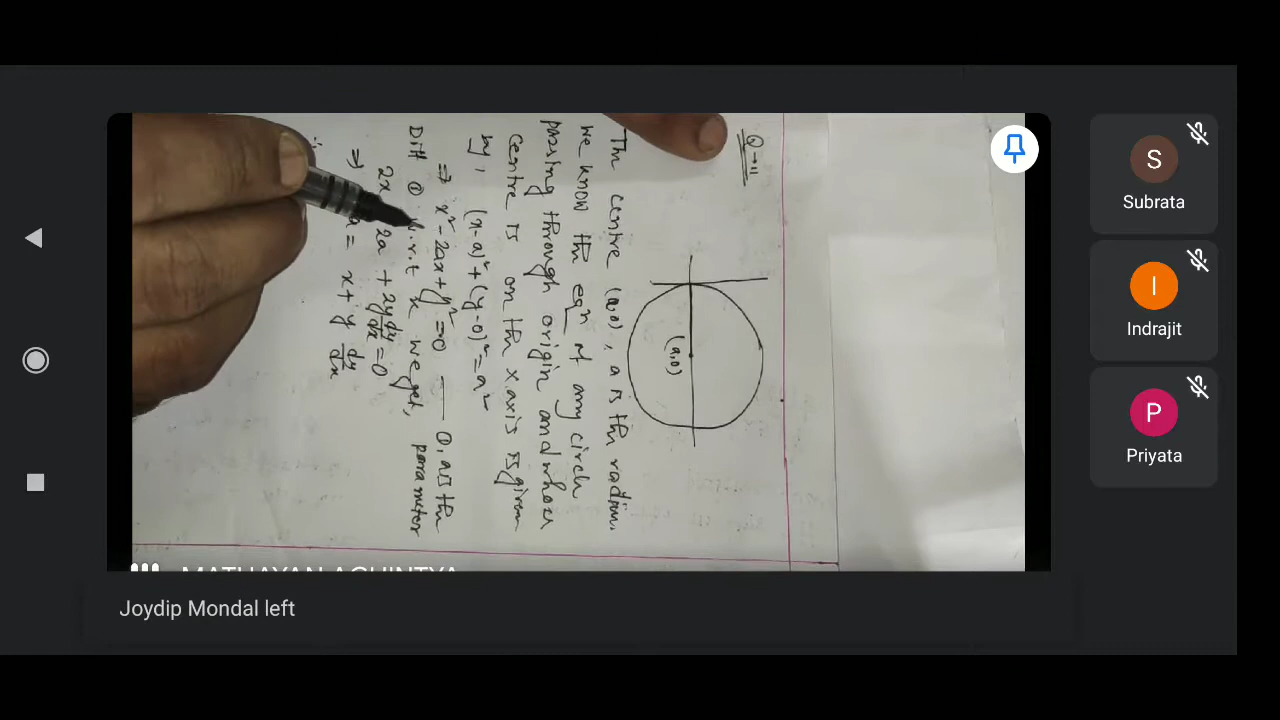 Q→11
(a,0)
The centre (a,0), a is the radius.
we know the eqn of any circle
passing through origin and whose
centre is on the x axis is given
by, (x-a)²+(y-0)²=a²
⇒ x²-2ax+y²=0 —— ①, a is the parameter
Diff ① w.r.t x we get,
2x 2a + 2y dy/dx = 0
⇒ a = x + y dy/dx
∴
S
Subrata
I
Indrajit
P
Priyata
Joydip Mondal left